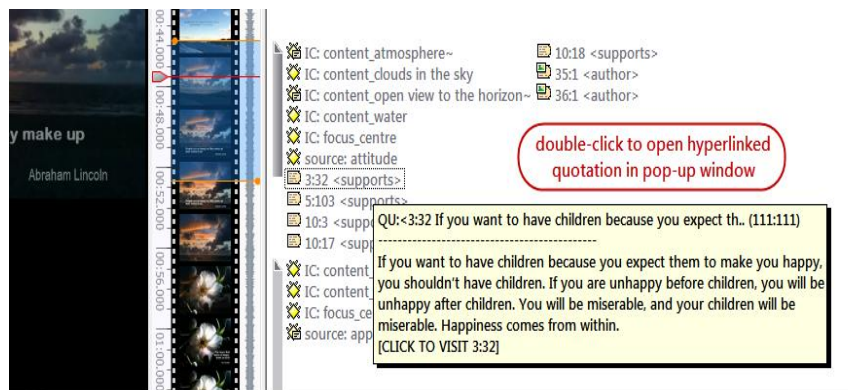 y make up
Abraham Lincoln
00:44.000
00:48.000
00:52.000
00:56.000
01:00.000
IC: content_atmosphere~
IC: content_clouds in the sky
IC: content_open view to the horizon~
IC: content_water
IC: focus_centre
source: attitude
3:32 <supports>
5:103 <supports>
10:3 <suppo
10:17 <supp
10:18 <supports>
35:1 <author>
36:1 <author>
double-click to open hyperlinked
quotation in pop-up window
QU:<3:32 If you want to have children because you expect th.. (111:111)
--------------------------------------------
If you want to have children because you expect them to make you happy,
you shouldn't have children. If you are unhappy before children, you will be
unhappy after children. You will be miserable, and your children will be
miserable. Happiness comes from within.
[CLICK TO VISIT 3:32]
IC: content_
IC: content_
IC: focus_ce
source: app